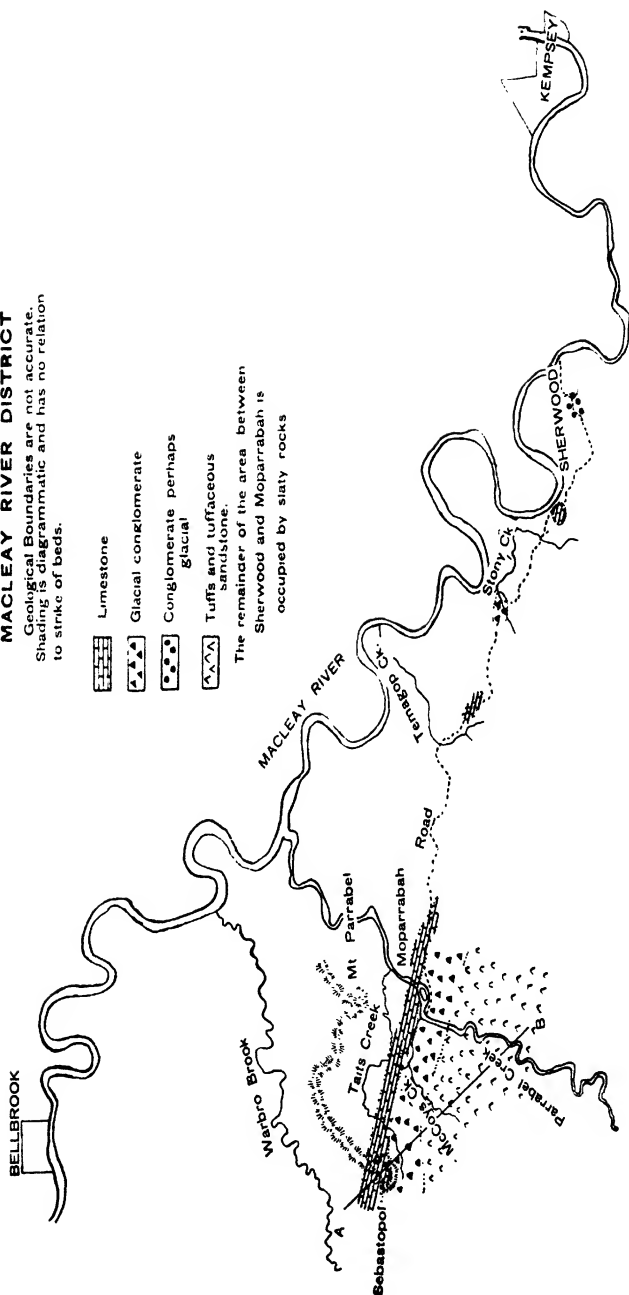 MACLEAY RIVER DISTRICT
Geological Boundaries are not accurate.
Shading is diagrammatic and has no relation
to strike of beds.
Limestone
Glacial conglomerate
Conglomerate perhaps
glacial
Tuffs and tuffaceous
sandstone.
The remainder of the area between
Sherwood and Moparrabah is
occupied by slaty rocks
BELLBROOK
Warbro Brook
MACLEAY RIVER
Mt Parrabel
Moparrabah
Tatts Creek
McCoys Ck
Parrabel Creek
Sebastopol
A
B
Road
Temagop Ck.
Stony Ck
SHERWOOD
KEMPSEY